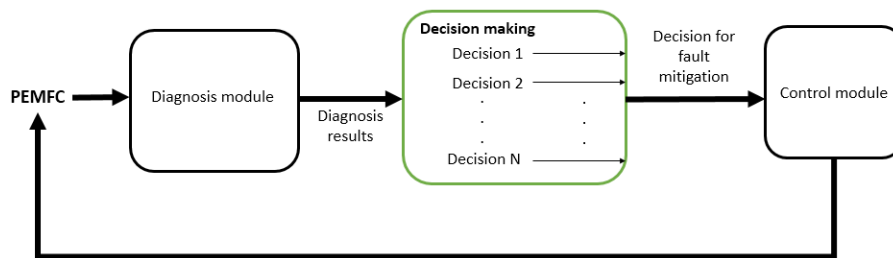 PEMFC
Diagnosis module
Diagnosis
results
Decision making
Decision 1
Decision 2
. .
. .
. .
Decision N
Decision for
fault
mitigation
Control module